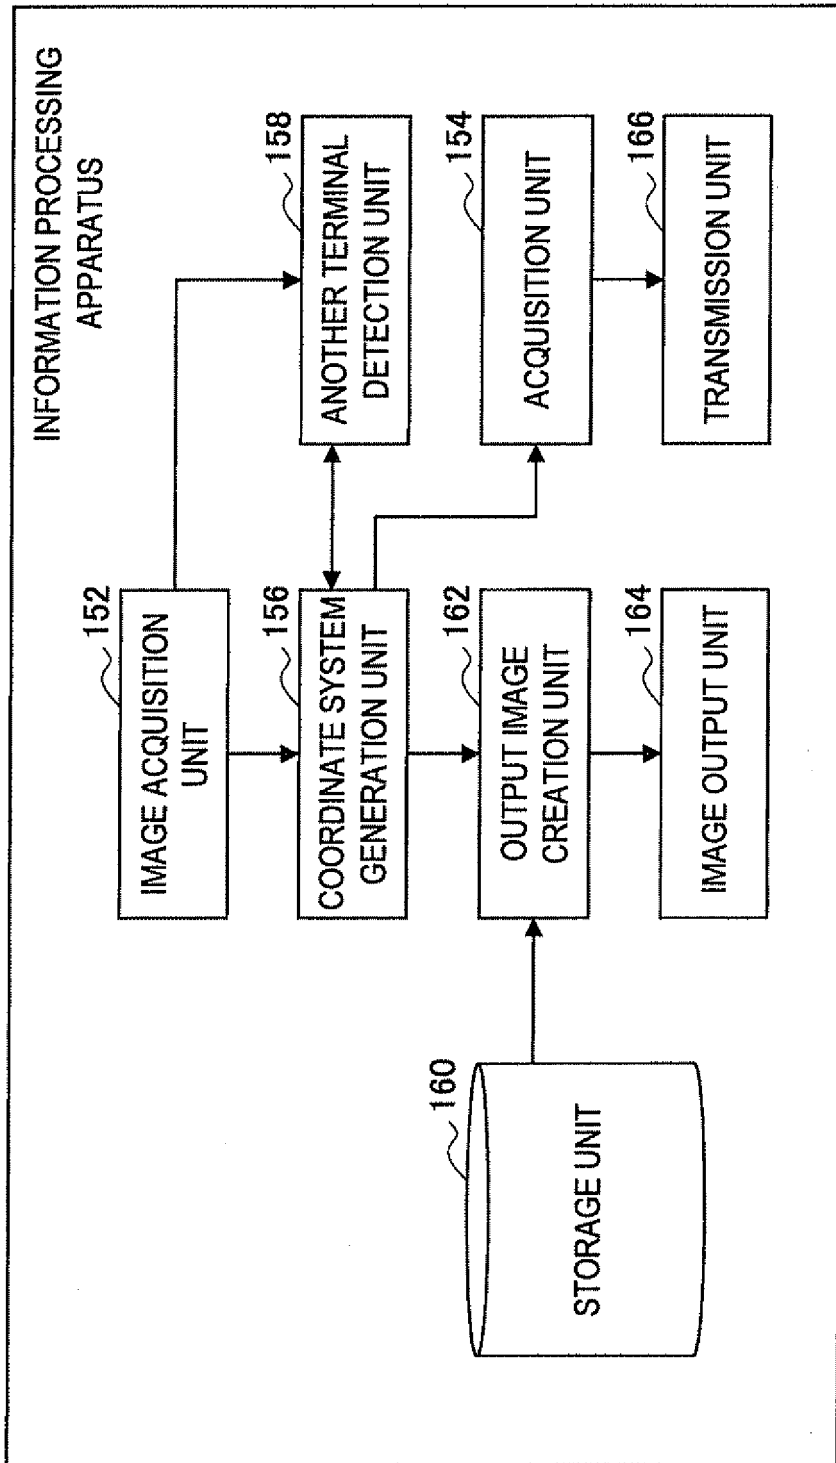 INFORMATION PROCESSING
APPARATUS
152
IMAGE ACQUISITION
UNIT
156
COORDINATE SYSTEM
GENERATION UNIT
158
ANOTHER TERMINAL
DETECTION UNIT
160
STORAGE UNIT
162
OUTPUT IMAGE
CREATION UNIT
154
ACQUISITION UNIT
164
IMAGE OUTPUT UNIT
166
TRANSMISSION UNIT